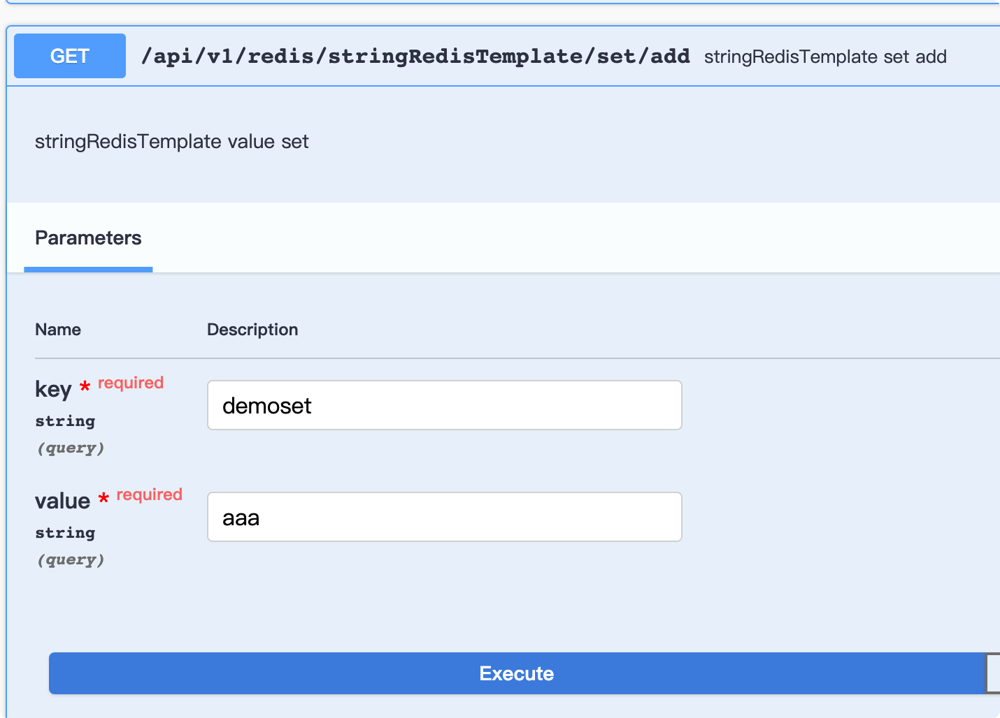 GET /api/v1/redis/stringRedisTemplate/set/add stringRedisTemplate set add
stringRedisTemplate value set
Parameters
Name Description
key * required
demoset
string
(query)
value * required
aaa
string
(query)
Execute